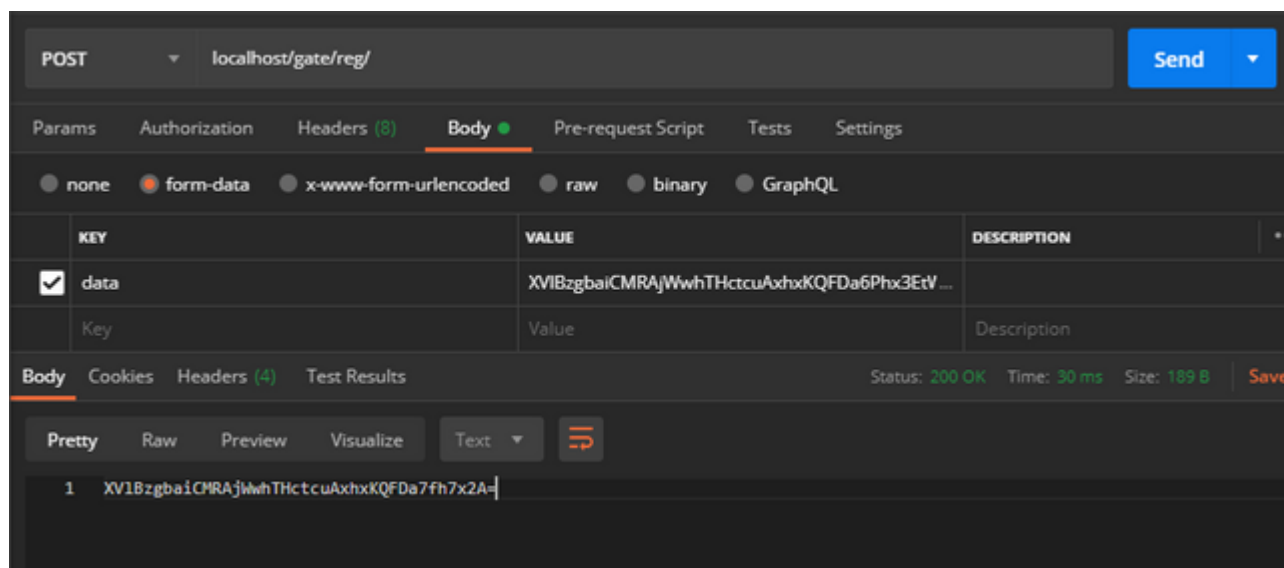 POST localhost/gate/reg/ Send
Params Authorization Headers (8) Body Pre-request Script Tests Settings
none form-data x-www-form-urlencoded raw binary GraphQL
KEY VALUE DESCRIPTION
data XVlBzgbaiCMRAjWwhTHctcuAxhxKQFDa6Phx3EtV...
Key Value Description
Body Cookies Headers (4) Test Results Status: 200 OK Time: 30 ms Size: 189 B Save
Pretty Raw Preview Visualize Text
1 XVlBzgbaiCMRAjWwhTHctcuAxhxKQFDa7fh7x2A=